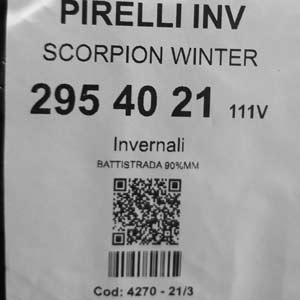 PIRELLI INV
SCORPION WINTER
295 40 21 111V
Invernali
BATTISTRADA 90%MM
Cod: 4270 - 21/3